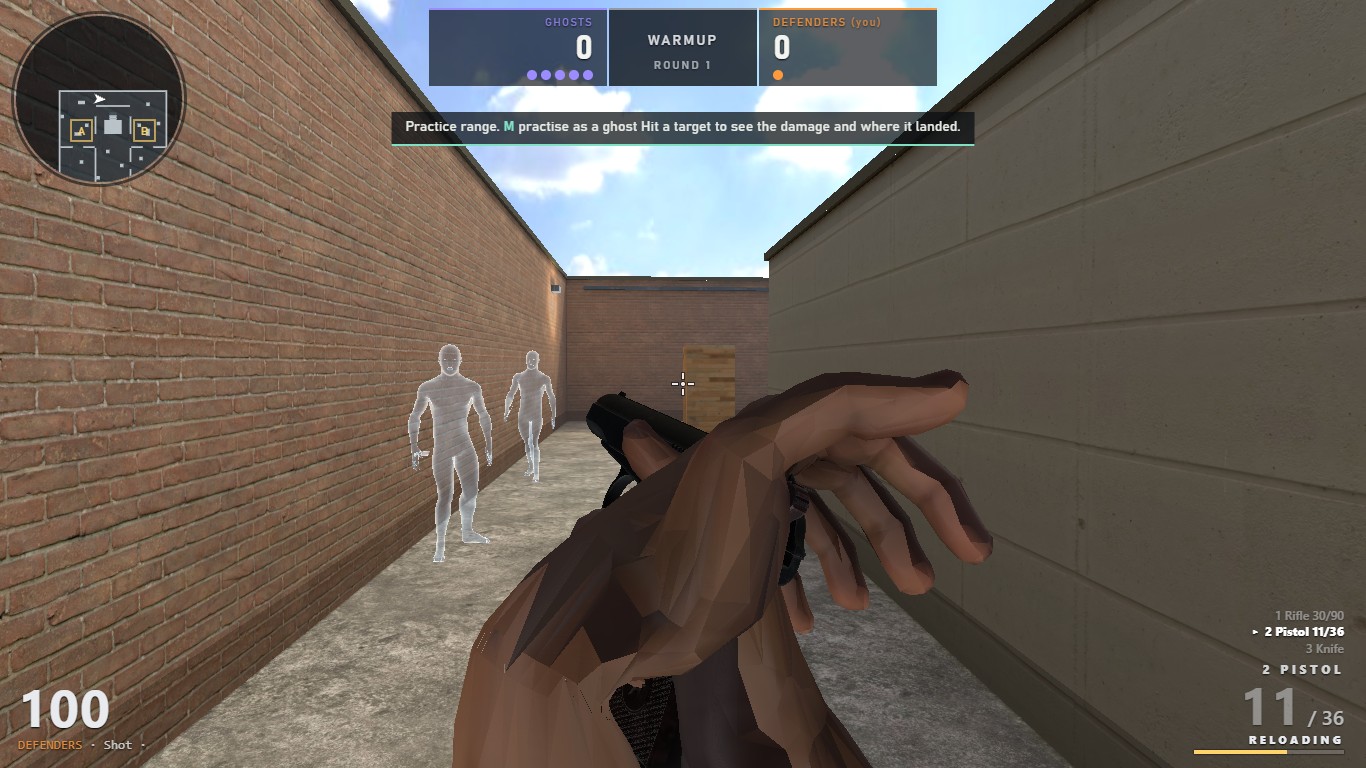 GHOSTS
0
WARMUP
ROUND 1
DEFENDERS (you)
0
Practice range. M practise as a ghost Hit a target to see the damage and where it landed.
A
B
1 Rifle 30/90
▸ 2 Pistol 11/36
3 Knife
2 PISTOL
11 / 36
RELOADING
100
DEFENDERS · Shot ·